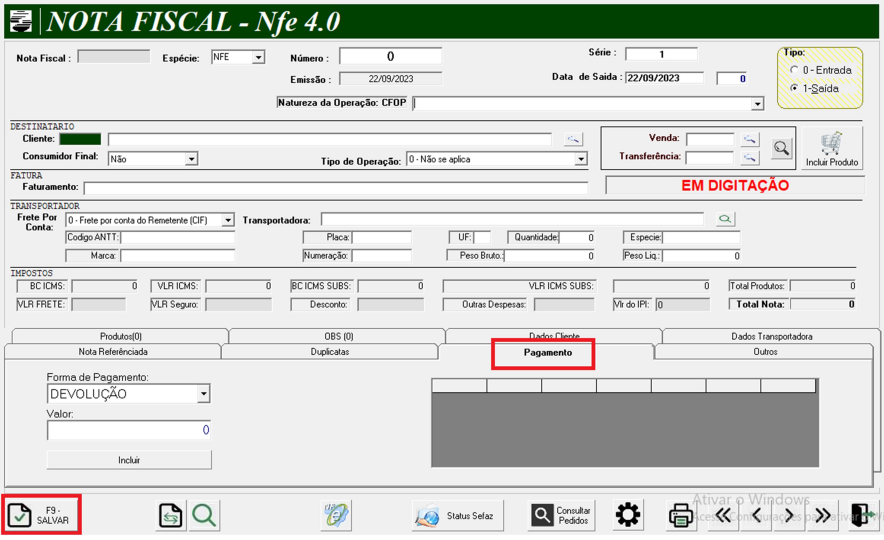 NOTA FISCAL - Nfe 4.0
Nota Fiscal : Espécie: NFE Número : 0 Série : 1 Tipo:
Emissão : 22/09/2023 Data de Saida : 22/09/2023 0 0 - Entrada
Natureza da Operação: CFOP 1-Saída
DESTINATARIO
Cliente: Venda:
Consumidor Final: Não Tipo de Operação: 0 - Não se aplica Transferência: Incluir Produto
FATURA
Faturamento: EM DIGITAÇÃO
TRANSPORTADOR
Frete Por Conta: 0 - Frete por conta do Remetente (CIF) Transportadora:
Codigo ANTT: Placa: UF: Quantidade: 0 Especie:
Marca: Numeração: Peso Bruto.: 0 Peso Liq.: 0
IMPOSTOS
BC ICMS: 0 VLR ICMS: 0 BC ICMS SUBS: 0 VLR ICMS SUBS: 0 Total Produtos: 0
VLR FRETE: VLR Seguro: Desconto: Outras Despesas: Vlr do IPI: 0 Total Nota: 0
Produtos(0) OBS (0) Dados Cliente Dados Transportadora
Nota Referênciada Duplicatas Pagamento Outros
Forma de Pagamento:
DEVOLUÇÃO
Valor:
0
Incluir
F9 - SALVAR Status Sefaz Consultar Pedidos
Ativar o Windows